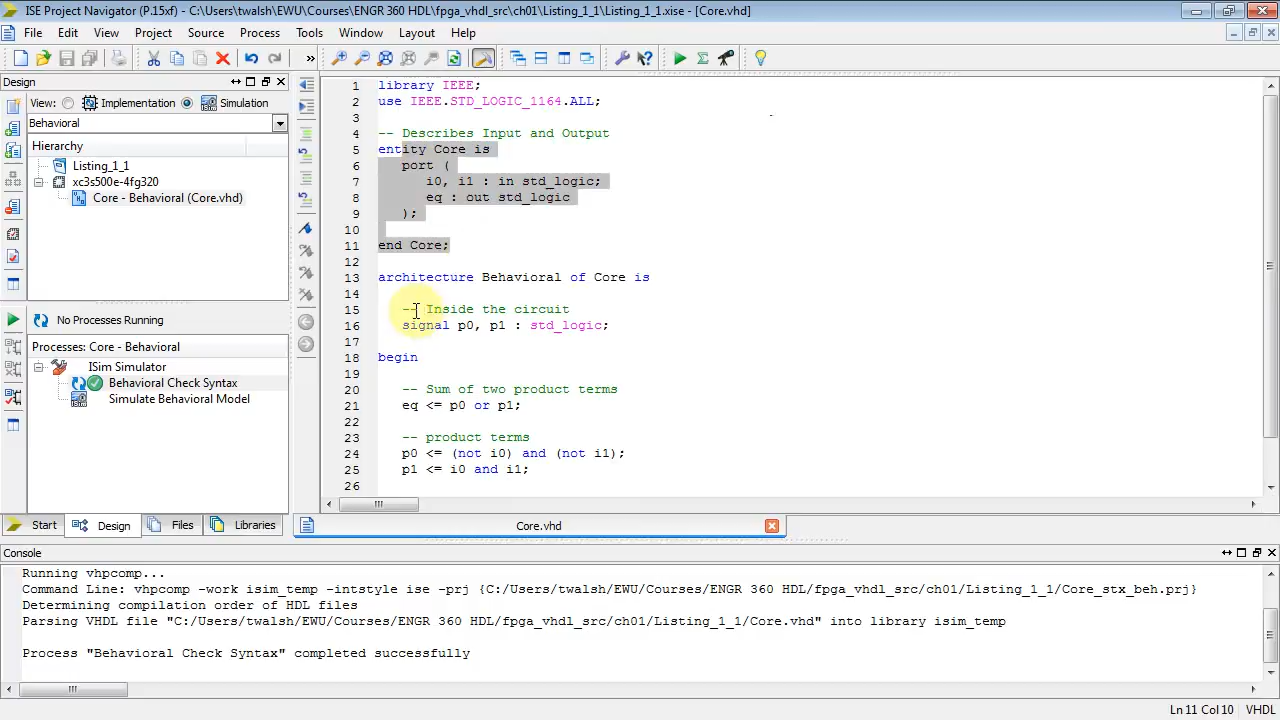 ISE Project Navigator (P.15xf) - C:\Users\twalsh\EWU\Courses\ENGR 360 HDL\fpga_vhdl_src\ch01\Listing_1_1\Listing_1_1.xise - [Core.vhd]
File Edit View Project Source Process Tools Window Layout Help
»
Design
View: Implementation Simulation
Behavioral
Hierarchy
Listing_1_1
xc3s500e-4fg320
Core - Behavioral (Core.vhd)
No Processes Running
Processes: Core - Behavioral
ISim Simulator
Behavioral Check Syntax
Simulate Behavioral Model
Start Design Files Libraries
1 library IEEE;
2 use IEEE.STD_LOGIC_1164.ALL;
3
4 -- Describes Input and Output
5 entity Core is
6 port (
7 i0, i1 : in std_logic;
8 eq : out std_logic
9 );
10
11 end Core;
12
13 architecture Behavioral of Core is
14
15 -- Inside the circuit
16 signal p0, p1 : std_logic;
17
18 begin
19
20 -- Sum of two product terms
21 eq <= p0 or p1;
22
23 -- product terms
24 p0 <= (not i0) and (not i1);
25 p1 <= i0 and i1;
26
Core.vhd
Console
Running vhpcomp...
Command Line: vhpcomp -work isim_temp -intstyle ise -prj {C:/Users/twalsh/EWU/Courses/ENGR 360 HDL/fpga_vhdl_src/ch01/Listing_1_1/Core_stx_beh.prj}
Determining compilation order of HDL files
Parsing VHDL file "C:/Users/twalsh/EWU/Courses/ENGR 360 HDL/fpga_vhdl_src/ch01/Listing_1_1/Core.vhd" into library isim_temp
Process "Behavioral Check Syntax" completed successfully
Ln 11 Col 10 VHDL